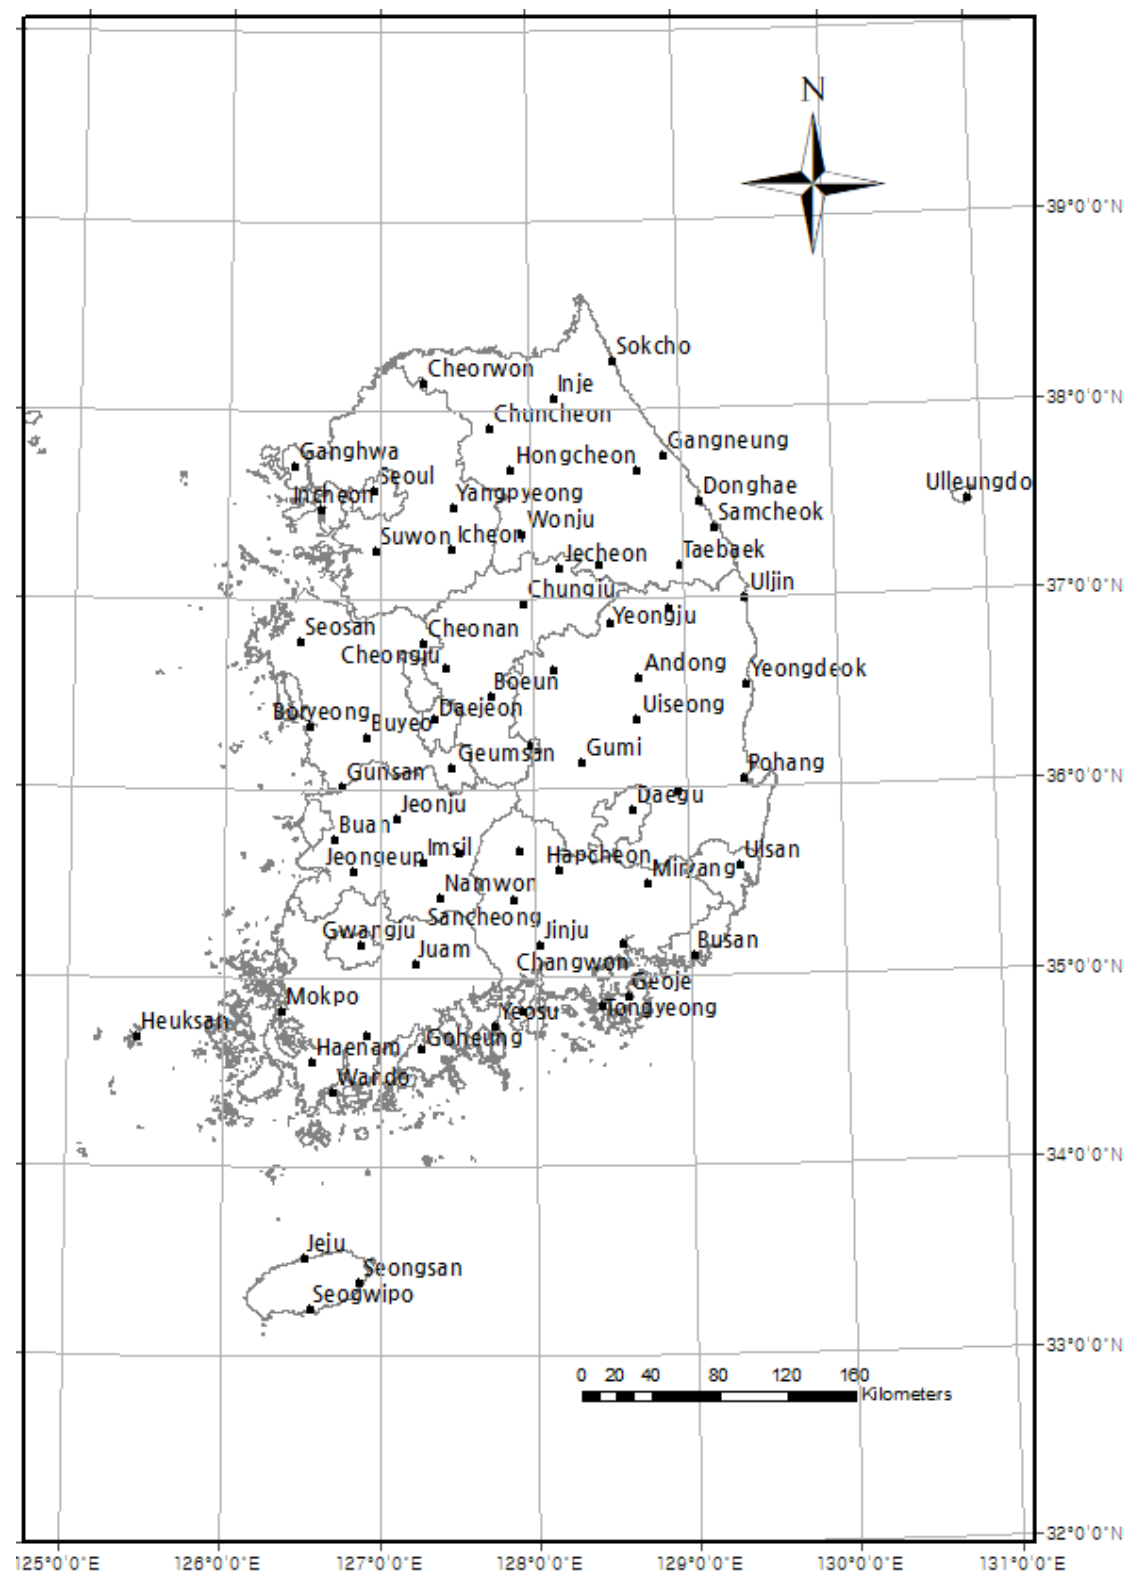 N
39°0'0"N
Sokcho
Cheorwon
Inje
38°0'0"N
Chuncheon
Gangneung
Ganghwa
Hongcheon
Seoul
Ulleungdo
Incheon
Yangpyeong
Donghae
Wonju
Samcheok
Suwon
Icheon
Jecheon
Taebaek
37°0'0"N
Chungju
Uljin
Seosan
Cheonan
Yeongju
Cheongju
Andong
Yeongdeok
Boeun
Boryeong
Buyeo
Daejeon
Uiseong
Geumsan
Gumi
Gunsan
Pohang
36°0'0"N
Jeonju
Daegu
Buan
Imsil
Jeongeup
Hapcheon
Ulsan
Miryang
Namwon
Sancheong
Gwangju
Jinju
Busan
Juam
Changwon
35°0'0"N
Mokpo
Geoje
Heuksan
Yeosu
Tongyeong
Haenam
Goheung
Wando
34°0'0"N
Jeju
Seongsan
Seogwipo
33°0'0"N
0 20 40 80 120 160
Kilometers
32°0'0"N
125°0'0"E 126°0'0"E 127°0'0"E 128°0'0"E 129°0'0"E 130°0'0"E 131°0'0"E